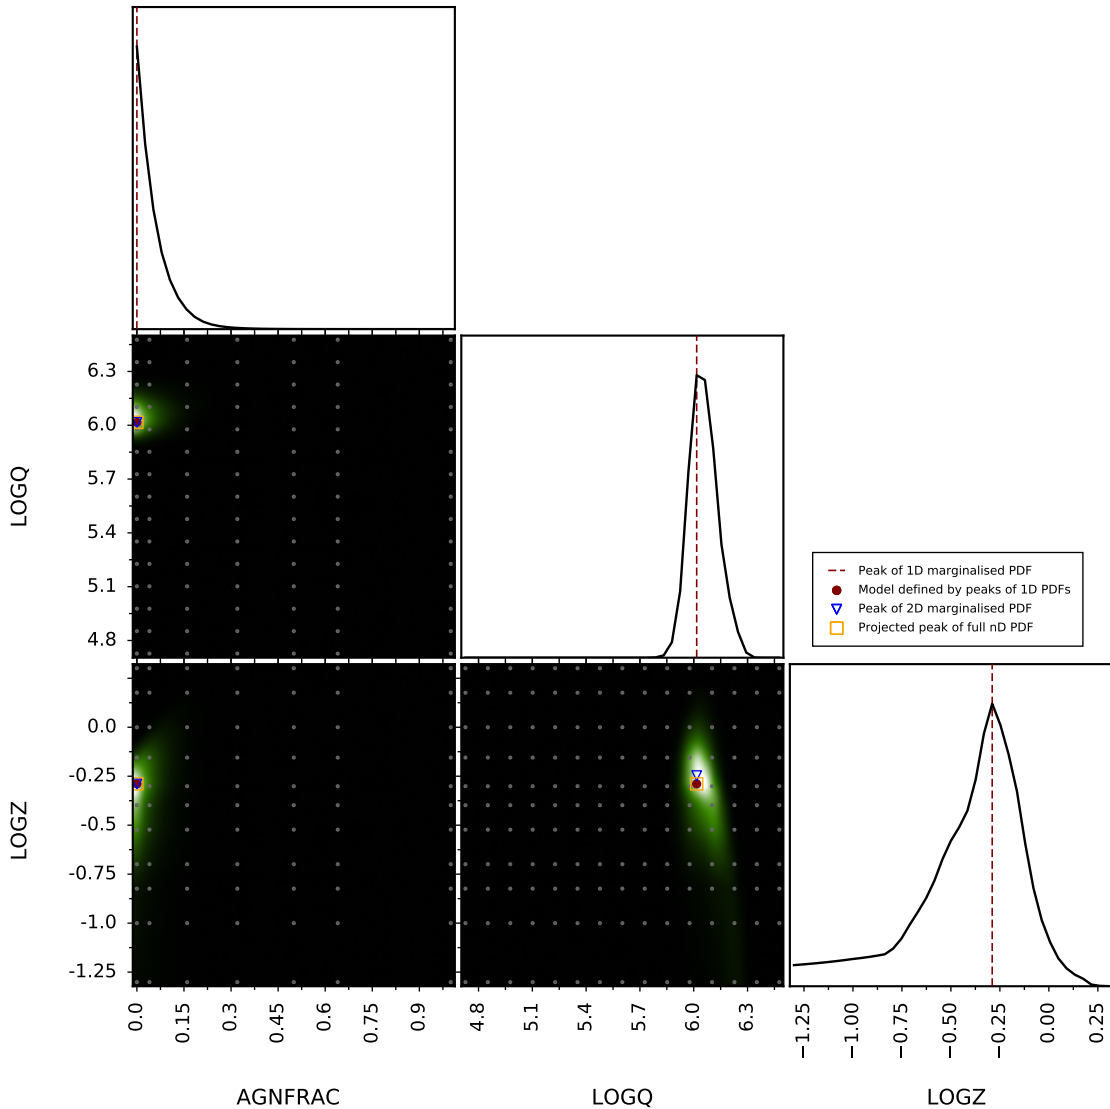 6.3
6.0
5.7
5.4
5.1
4.8
LOGQ
Peak of 1D marginalised PDF
Model defined by peaks of 1D PDFs
Peak of 2D marginalised PDF
Projected peak of full nD PDF
0.0
-0.25
-0.5
-0.75
-1.0
-1.25
LOGZ
0.0 0.15 0.3 0.45 0.6 0.75 0.9
4.8 5.1 5.4 5.7 6.0 6.3
−1.25 −1.00 −0.75 −0.50 −0.25 0.00 0.25
AGNFRAC
LOGQ
LOGZ